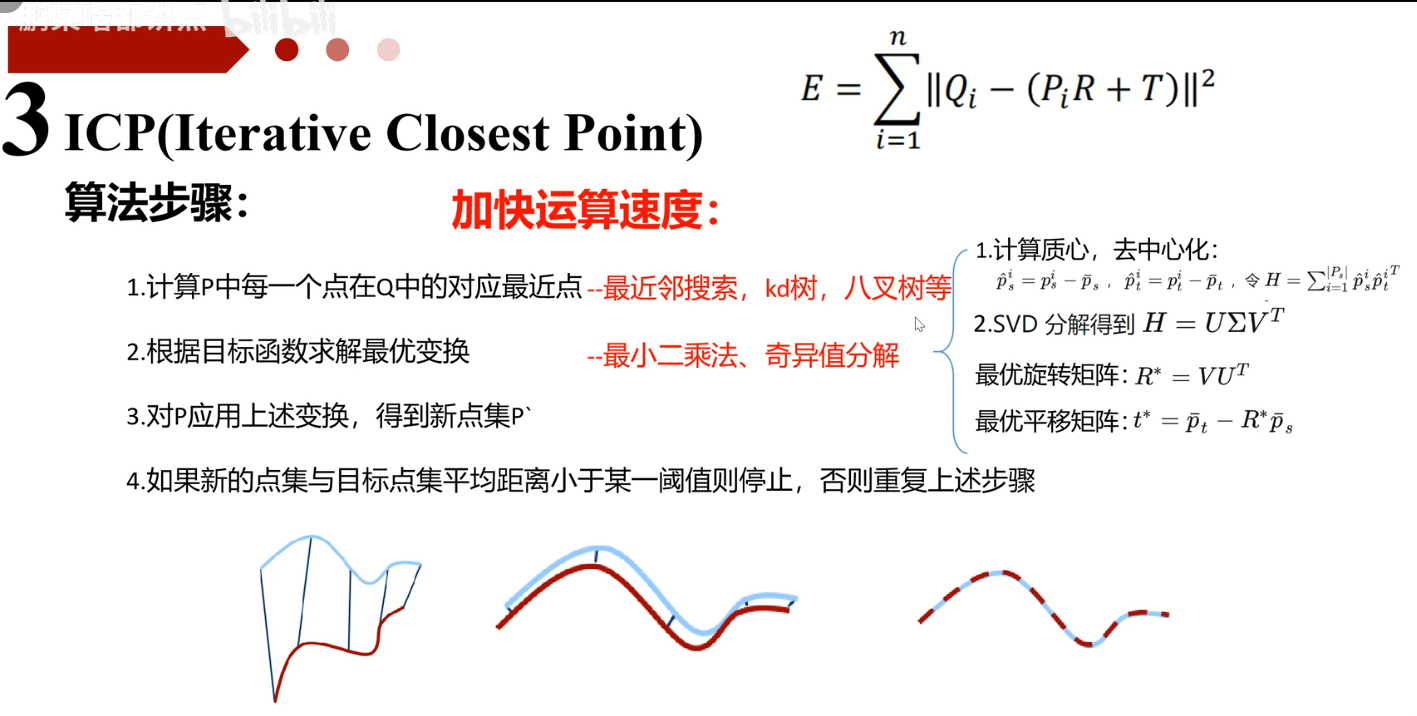 bilibili
E = \sum_{i=1}^{n} \|Q_i - (P_i R + T)\|^2
3 ICP(Iterative Closest Point)
算法步骤：
加快运算速度：
1.计算P中每一个点在Q中的对应最近点 --最近邻搜索，kd树，八叉树等
2.根据目标函数求解最优变换 --最小二乘法、奇异值分解
3.对P应用上述变换，得到新点集P`
4.如果新的点集与目标点集平均距离小于某一阈值则停止，否则重复上述步骤
1.计算质心，去中心化：
\hat{p}_s^i = p_s^i - \bar{p}_s ， \hat{p}_t^i = p_t^i - \bar{p}_t ，令 H = \sum_{i=1}^{|P_s|} \hat{p}_s^i \hat{p}_t^{i T}
2.SVD 分解得到 H = UΣV^T
最优旋转矩阵：R^* = VU^T
最优平移矩阵：t^* = \bar{p}_t - R^* \bar{p}_s